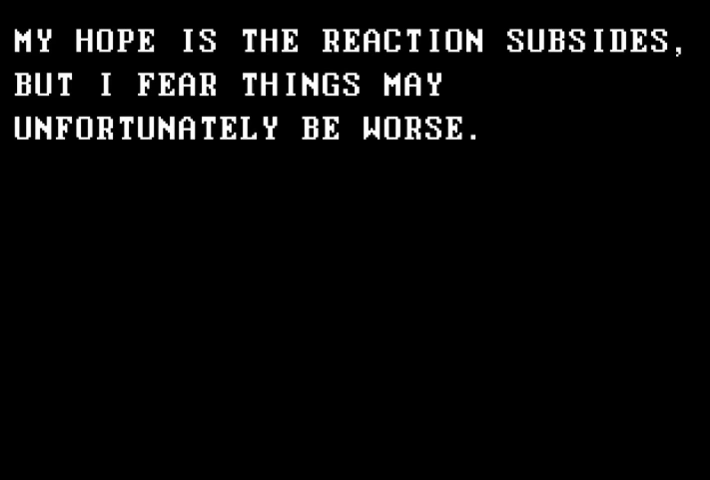 MY HOPE IS THE REACTION SUBSIDES,
BUT I FEAR THINGS MAY
UNFORTUNATELY BE WORSE.